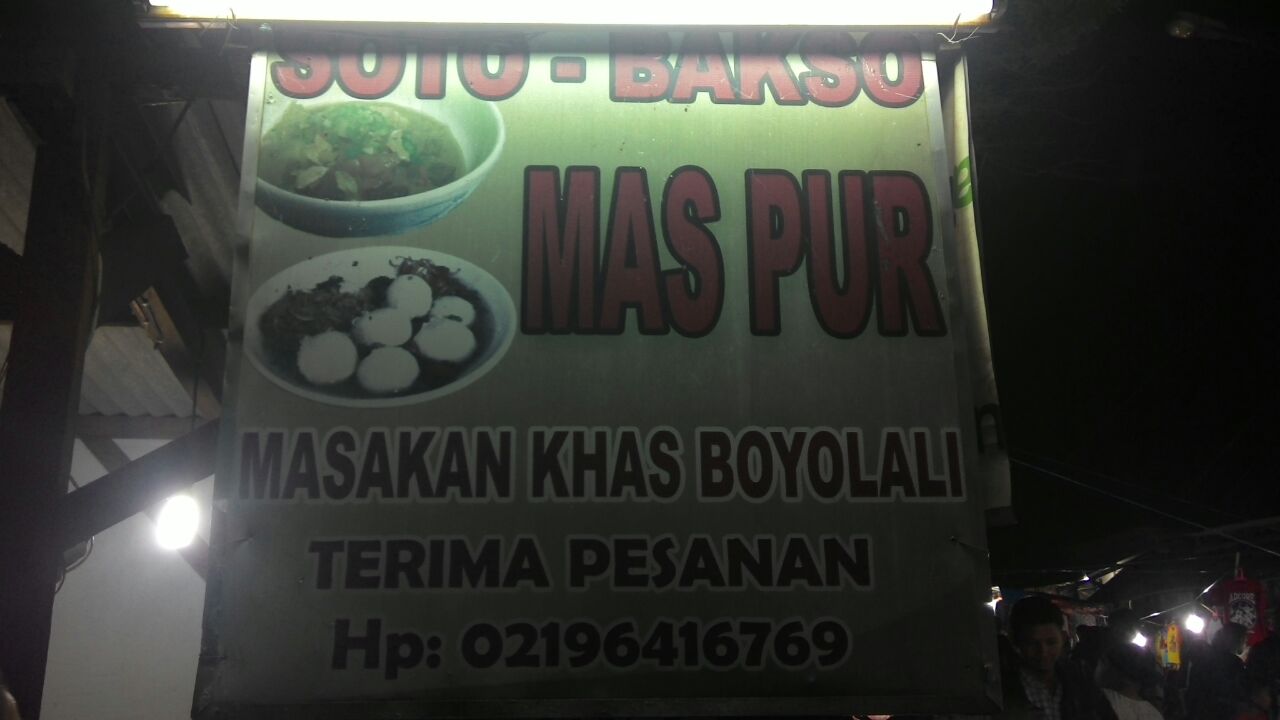 SOTO - BAKSO
MAS PUR
MASAKAN KHAS BOYOLALI
TERIMA PESANAN
Hp: 02196416769